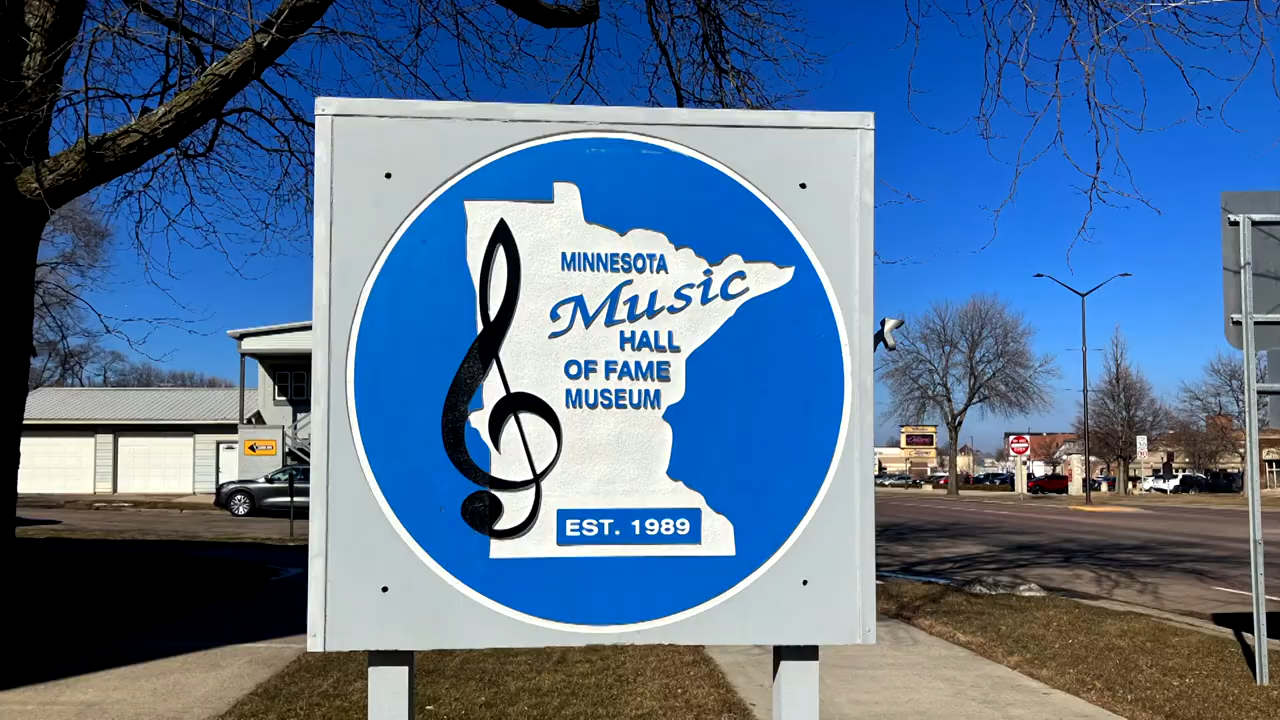 MINNESOTA
Music
HALL
OF FAME
MUSEUM
EST. 1989